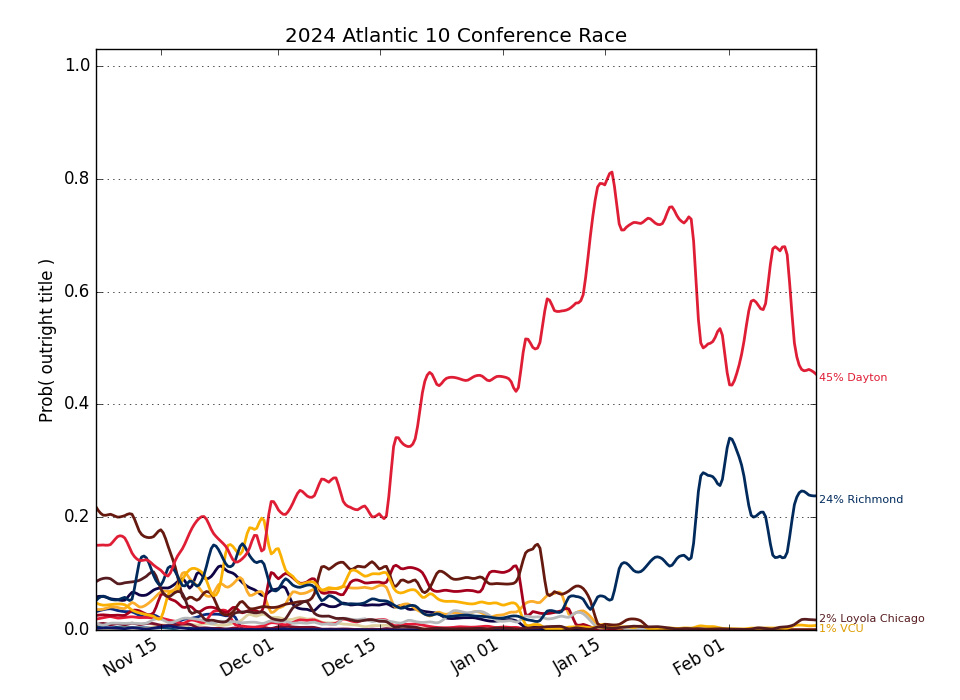 2024 Atlantic 10 Conference Race
Prob( outright title )
1.0
0.8
0.6
0.4
0.2
0.0
45% Dayton
24% Richmond
2% Loyola Chicago
1% VCU
Nov 15
Dec 01
Dec 15
Jan 01
Jan 15
Feb 01